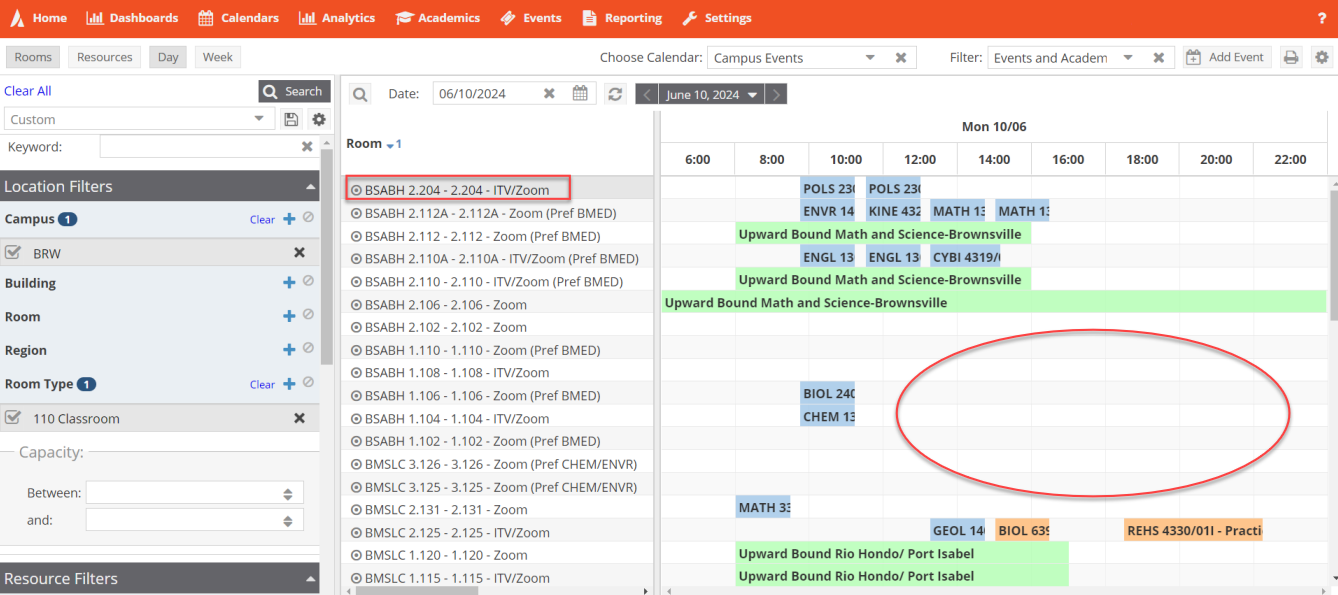 Home Dashboards Calendars Analytics Academics Events Reporting Settings ?
Rooms Resources Day Week Choose Calendar: Campus Events Filter: Events and Academ Add Event
Clear All Search
Custom
Keyword:
Location Filters
Campus 1 Clear
BRW
Building
Room
Region
Room Type 1 Clear
110 Classroom
Capacity:
Between:
and:
Resource Filters
Date: 06/10/2024 June 10, 2024
Mon 10/06
Room 1
6:00 8:00 10:00 12:00 14:00 16:00 18:00 20:00 22:00
BSABH 2.204 - 2.204 - ITV/Zoom POLS 230 POLS 230
BSABH 2.112A - 2.112A - Zoom (Pref BMED) ENVR 14 KINE 432 MATH 13 MATH 13
BSABH 2.112 - 2.112 - Zoom (Pref BMED) Upward Bound Math and Science-Brownsville
BSABH 2.110A - 2.110A - ITV/Zoom (Pref BMED) ENGL 13 ENGL 13 CYBI 4319/
BSABH 2.110 - 2.110 - ITV/Zoom (Pref BMED) Upward Bound Math and Science-Brownsville
BSABH 2.106 - 2.106 - Zoom Upward Bound Math and Science-Brownsville
BSABH 2.102 - 2.102 - Zoom
BSABH 1.110 - 1.110 - Zoom (Pref BMED)
BSABH 1.108 - 1.108 - ITV/Zoom
BSABH 1.106 - 1.106 - Zoom (Pref BMED) BIOL 240
BSABH 1.104 - 1.104 - ITV/Zoom CHEM 13
BSABH 1.102 - 1.102 - Zoom (Pref BMED)
BMSLC 3.126 - 3.126 - Zoom (Pref CHEM/ENVR)
BMSLC 3.125 - 3.125 - Zoom (Pref CHEM/ENVR)
BMSLC 2.131 - 2.131 - Zoom MATH 33
BMSLC 2.125 - 2.125 - ITV/Zoom GEOL 14 BIOL 639 REHS 4330/01I - Practi
BMSLC 1.120 - 1.120 - Zoom Upward Bound Rio Hondo/ Port Isabel
BMSLC 1.115 - 1.115 - ITV/Zoom Upward Bound Rio Hondo/ Port Isabel